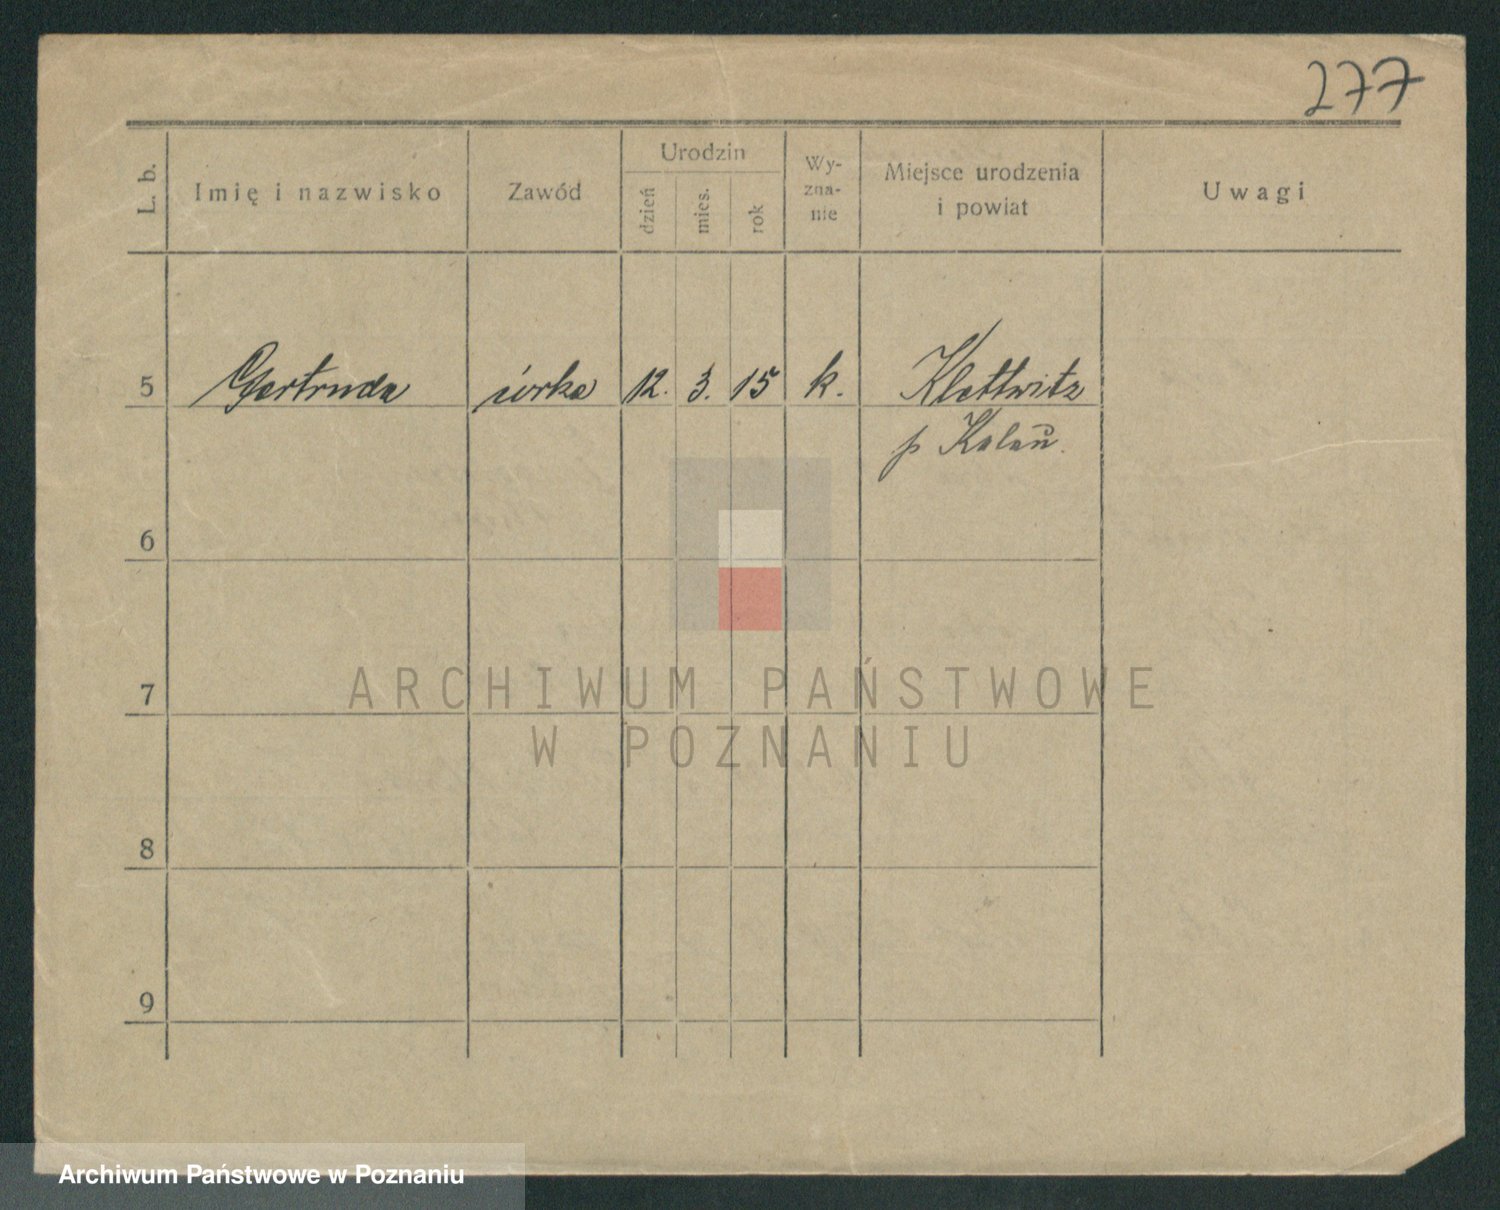 277
L. b. Imię i nazwisko Zawód Urodzin dzień mies. rok Wy-zna-nie Miejsce urodzenia i powiat Uwagi
5 Gertruda córka 12. 3. 15 k. Klettwitz
p Kalau.
6
7
8
9
ARCHIWUM PAŃSTWOWE
W POZNANIU
Archiwum Państwowe w Poznaniu